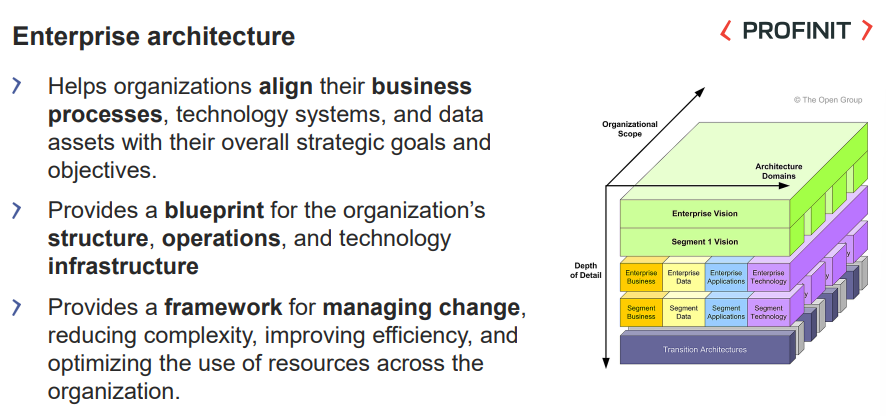 Enterprise architecture
PROFINIT
Helps organizations align their business
processes, technology systems, and data
assets with their overall strategic goals and
objectives.
Provides a blueprint for the organization's
structure, operations, and technology
infrastructure
Provides a framework for managing change,
reducing complexity, improving efficiency, and
optimizing the use of resources across the
organization.
© The Open Group
Organizational
Scope
Architecture
Domains
Depth
of Detail
Enterprise Vision
Segment 1 Vision
Enterprise
Business
Enterprise
Data
Enterprise
Applications
Enterprise
Technology
Segment
Business
Segment
Data
Segment
Applications
Segment
Technology
Transition Architectures